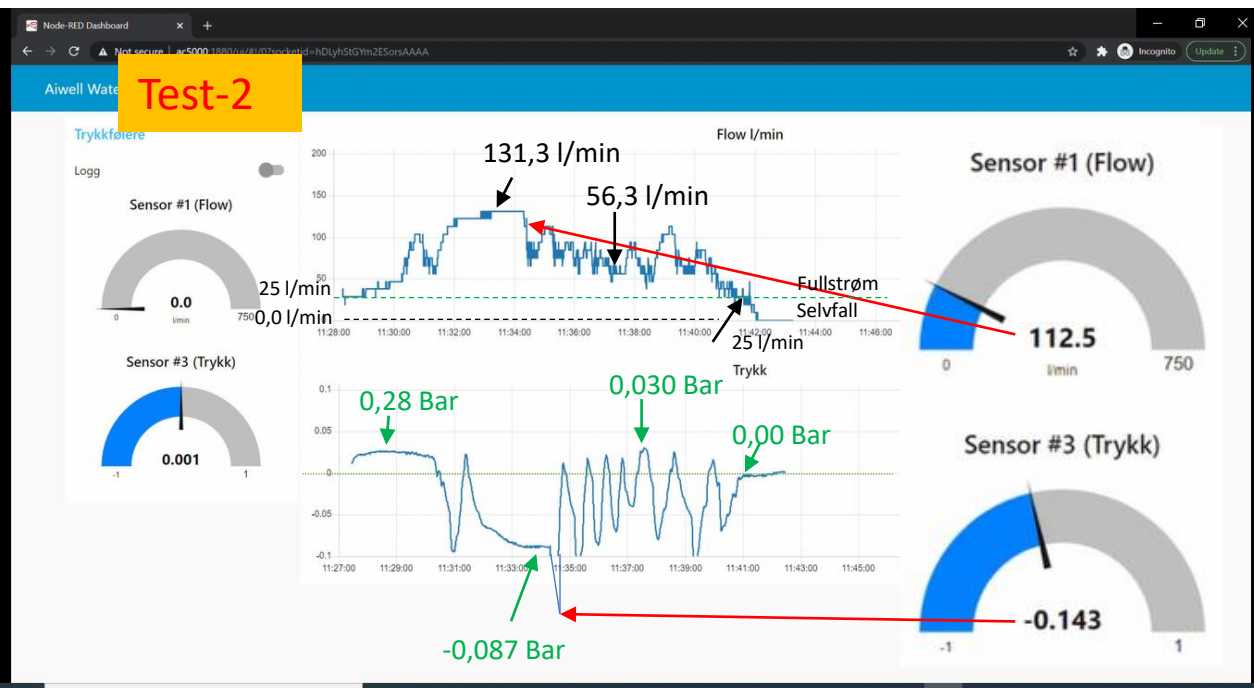 Node-RED Dashboard
Incognito
Update
Not secure ac5000:1880/ui/#!/0?socketid=hDLyhStGYm2ESorsAAAA
Aiwell Wate
Test-2
Trykkfølere
Logg
Sensor #1 (Flow)
0.0
l/min
0
750
Sensor #3 (Trykk)
0.001
-1
1
Flow l/min
200
150
100
50
131,3 l/min
56,3 l/min
25 l/min
0,0 l/min
Fullstrøm
Selvfall
25 l/min
11:28:00 11:30:00 11:32:00 11:34:00 11:36:00 11:38:00 11:40:00 11:42:00 11:44:00 11:46:00
Trykk
0.1
0.05
0
-0.05
-0.1
0,28 Bar
0,030 Bar
0,00 Bar
-0,087 Bar
11:27:00 11:29:00 11:31:00 11:33:00 11:35:00 11:37:00 11:39:00 11:41:00 11:43:00 11:45:00
Sensor #1 (Flow)
112.5
l/min
0
750
Sensor #3 (Trykk)
-0.143
-1
1